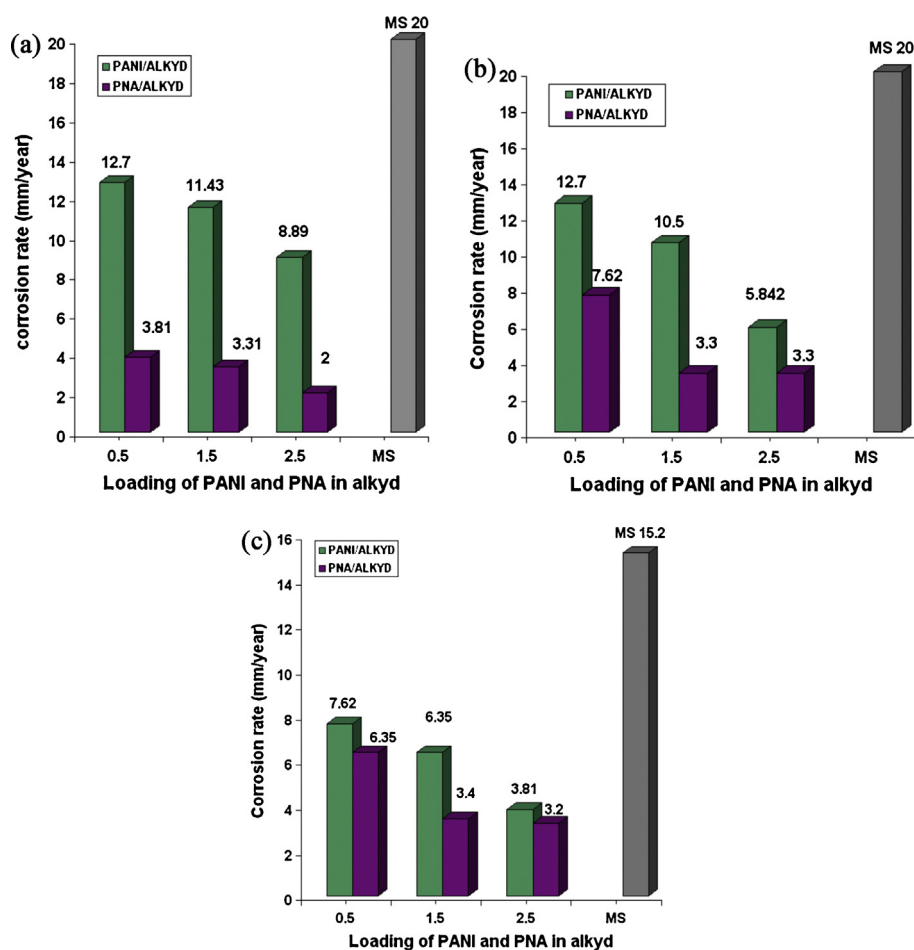 (a)
MS 20
20
18
16
14
12
10
8
6
4
2
0
corrosion rate (mm/year)
PANI/ALKYD
PNA/ALKYD
12.7
3.81
11.43
3.31
8.89
2
0.5 1.5 2.5 MS
Loading of PANI and PNA in alkyd
(b)
MS 20
20
18
16
14
12
10
8
6
4
2
0
Corrosion rate (mm/year)
PANI/ALKYD
PNA/ALKYD
12.7
7.62
10.5
3.3
5.842
3.3
0.5 1.5 2.5 MS
Loading of PANI and PNA in alkyd
(c)
MS 15.2
16
14
12
10
8
6
4
2
0
Corrosion rate (mm/year)
PANI/ALKYD
PNA/ALKYD
7.62
6.35
6.35
3.4
3.81
3.2
0.5 1.5 2.5 MS
Loading of PANI and PNA in alkyd